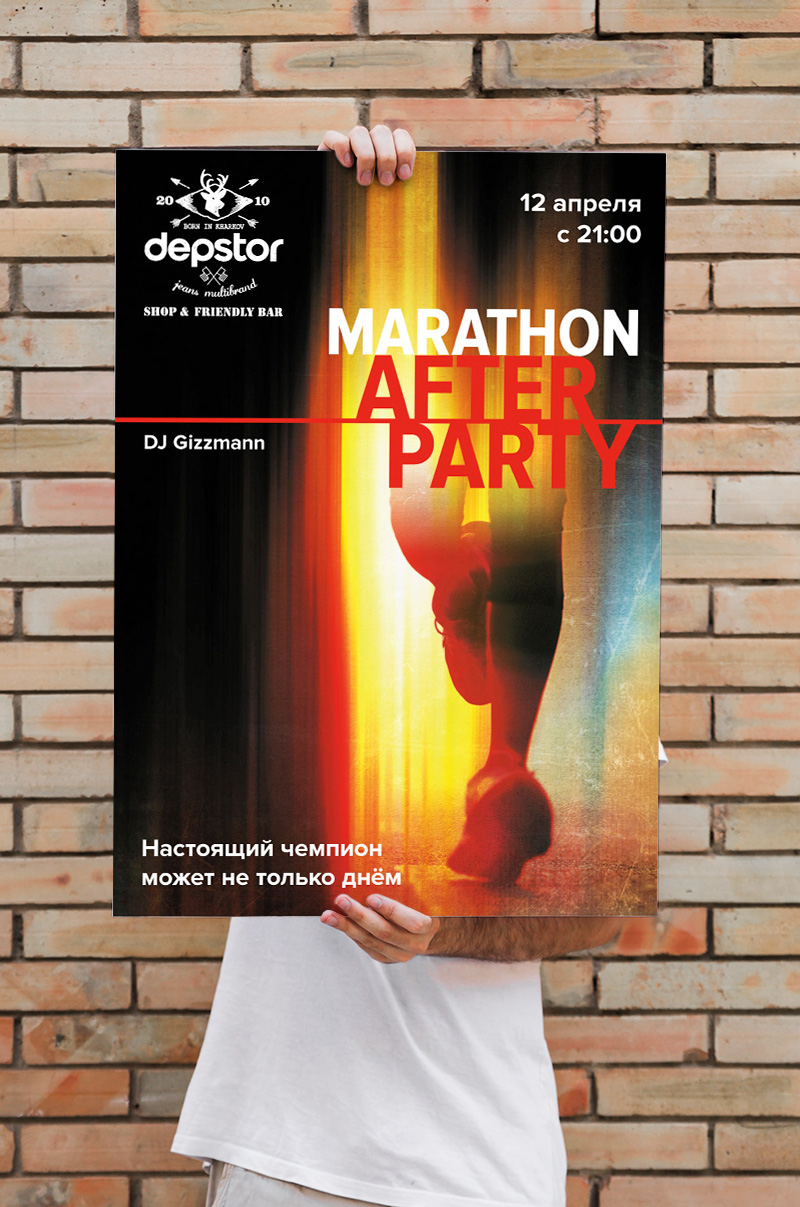 20 10
BORN IN KHARKOV
depstor
jeans multibrand
SHOP & FRIENDLY BAR
12 апреля
с 21:00
MARATHON
AFTER
PARTY
DJ Gizzmann
Настоящий чемпион
может не только днём